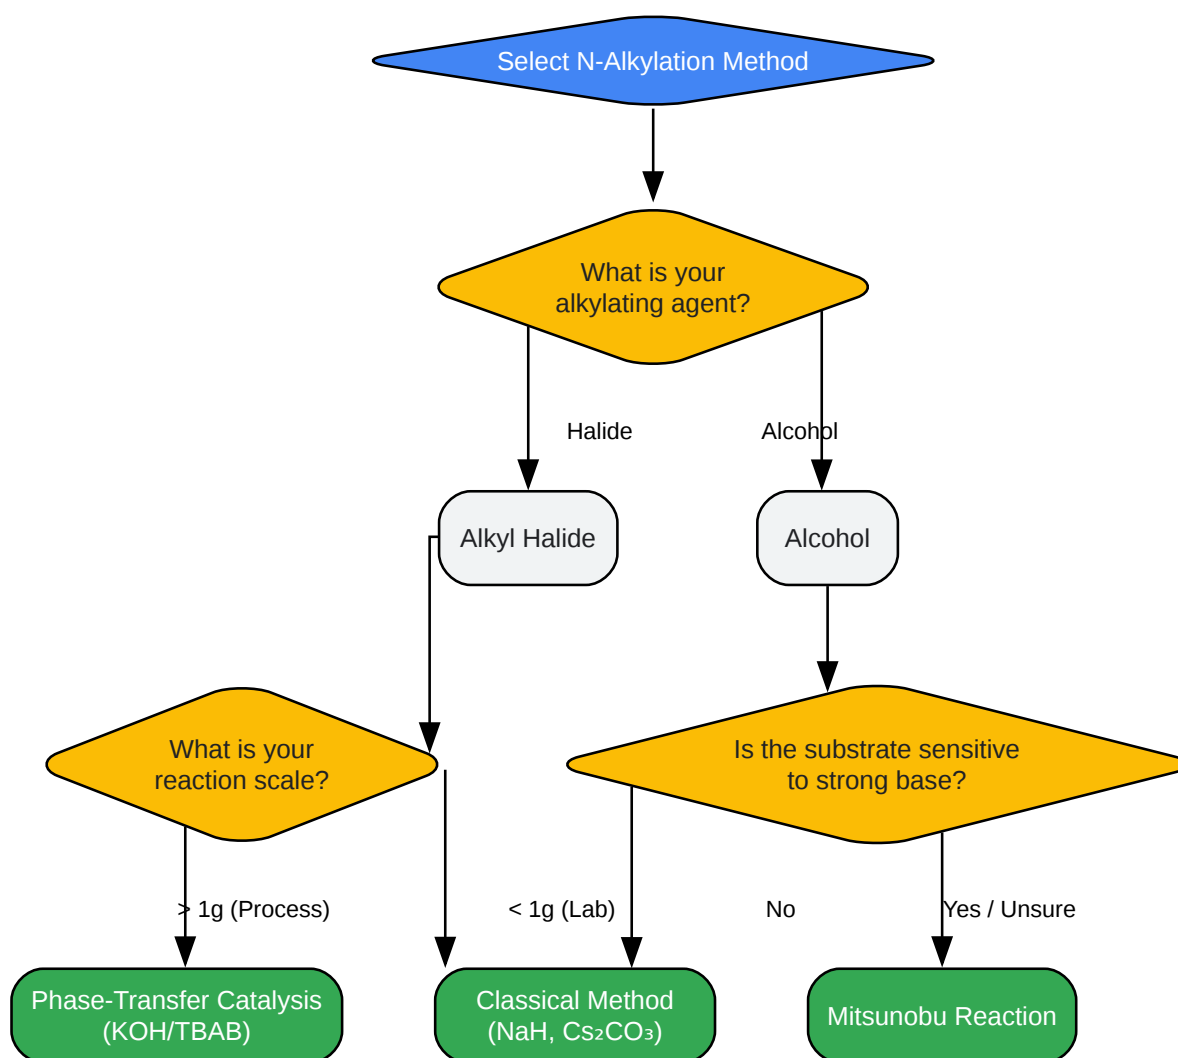 Select N-Alkylation Method
What is your
alkylating agent?
Halide
Alcohol
Alkyl Halide
Alcohol
What is your
reaction scale?
Is the substrate sensitive
to strong base?
> 1g (Process)
< 1g (Lab)
No
Yes / Unsure
Phase-Transfer Catalysis
(KOH/TBAB)
Classical Method
(NaH, Cs₂CO₃)
Mitsunobu Reaction